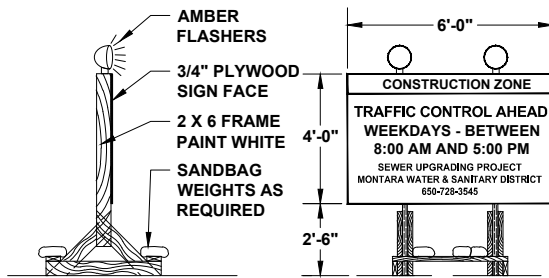 AMBER
FLASHERS
3/4" PLYWOOD
SIGN FACE
2 X 6 FRAME
PAINT WHITE
SANDBAG
WEIGHTS AS
REQUIRED
6'-0"
4'-0"
2'-6"
CONSTRUCTION ZONE
TRAFFIC CONTROL AHEAD
WEEKDAYS - BETWEEN
8:00 AM AND 5:00 PM
SEWER UPGRADING PROJECT
MONTARA WATER & SANITARY DISTRICT
650-728-3545